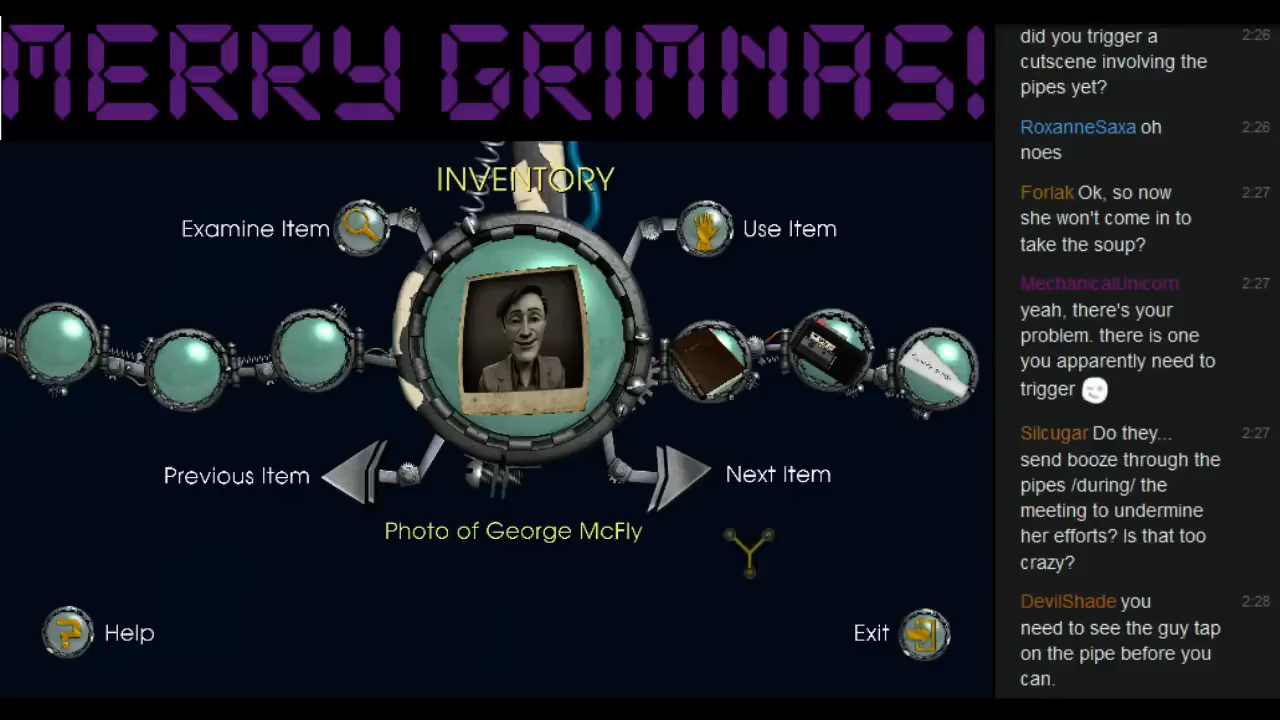 MERRY GRIMNAS!
INVENTORY
Examine Item
Use Item
Previous Item
Next Item
Photo of George McFly
Help
Exit
did you trigger a 2:26
cutscene involving the
pipes yet?
RoxanneSaxa oh 2:26
noes
Forlak Ok, so now 2:27
she won't come in to
take the soup?
MechanicalUnicorn 2:27
yeah, there's your
problem. there is one
you apparently need to
trigger
Silcugar Do they... 2:27
send booze through the
pipes /during/ the
meeting to undermine
her efforts? Is that too
crazy?
DevilShade you 2:28
need to see the guy tap
on the pipe before you
can.